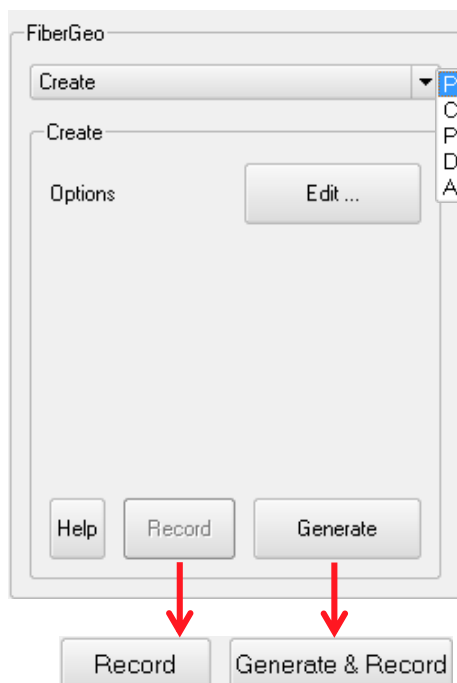 FiberGeo
Create
Create
Options Edit ...
Help Record Generate
Record Generate & Record